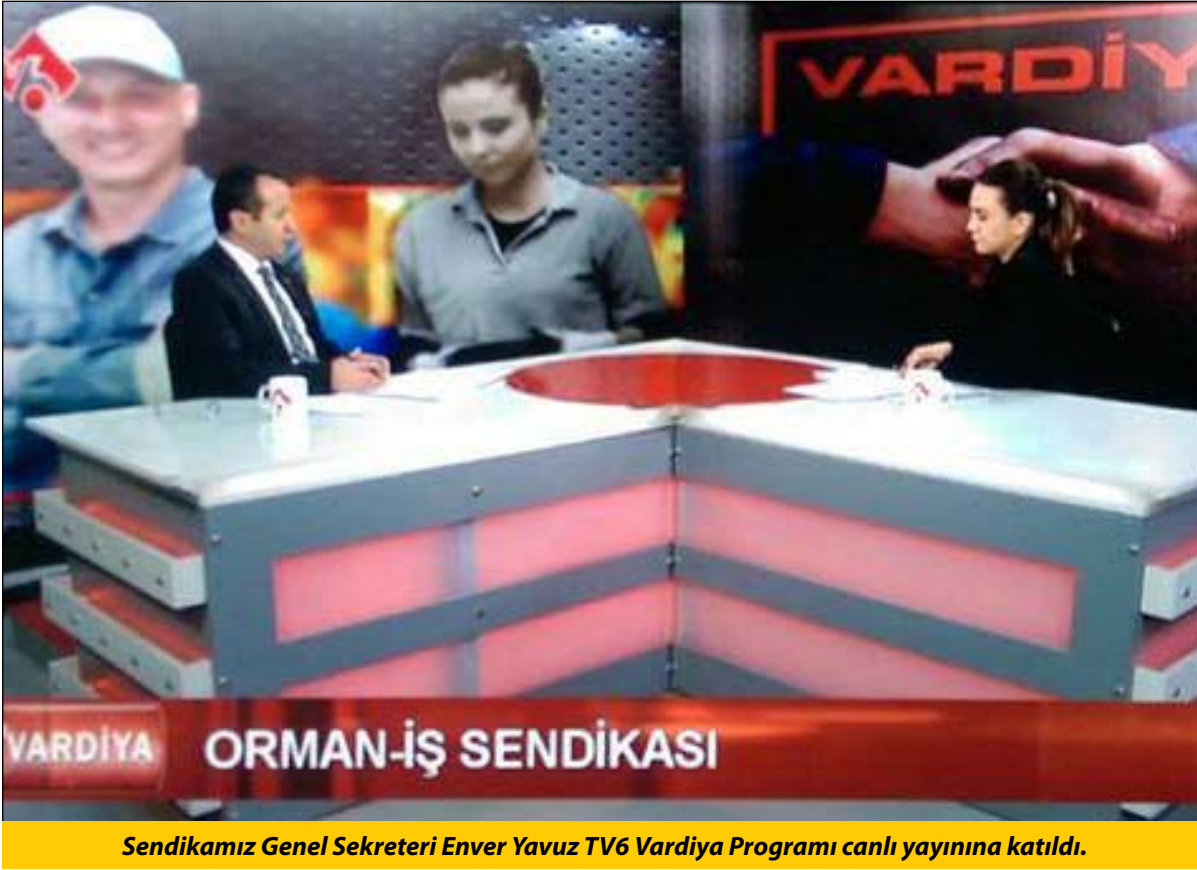 VARDİY
VARDİYA
ORMAN-İŞ SENDİKASI
Sendikamız Genel Sekreteri Enver Yavuz TV6 Vardiya Programı canlı yayınına katıldı.